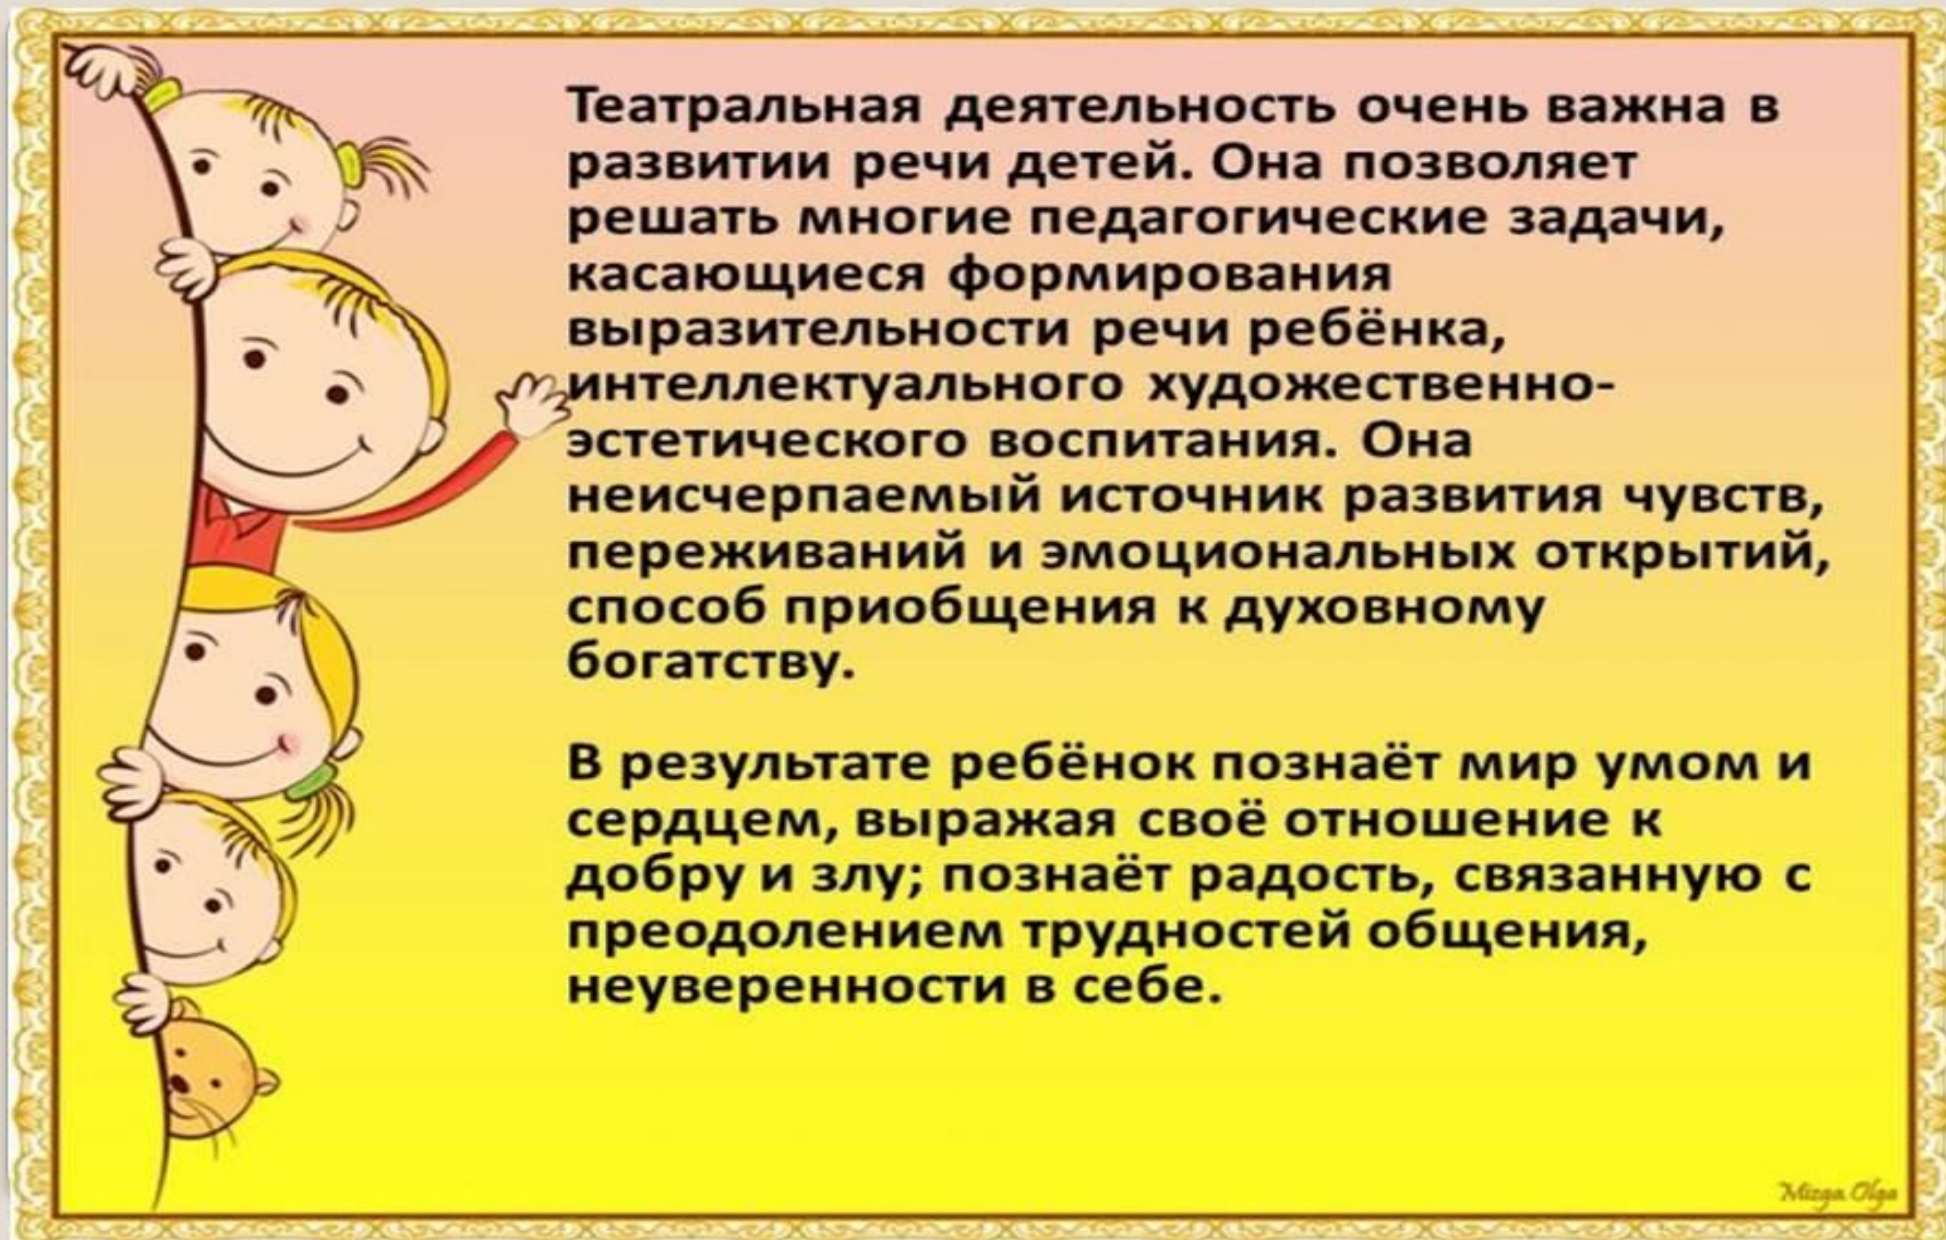 Театральная деятельность очень важна в
развитии речи детей. Она позволяет
решать многие педагогические задачи,
касающиеся формирования
выразительности речи ребёнка,
интеллектуального художественно-
эстетического воспитания. Она
неисчерпаемый источник развития чувств,
переживаний и эмоциональных открытий,
способ приобщения к духовному
богатству.
В результате ребёнок познаёт мир умом и
сердцем, выражая своё отношение к
добру и злу; познаёт радость, связанную с
преодолением трудностей общения,
неуверенности в себе.
Mizga Olga